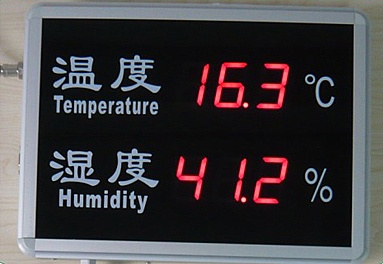 温度 16.3 ℃
Temperature
湿度 41.2 %
Humidity